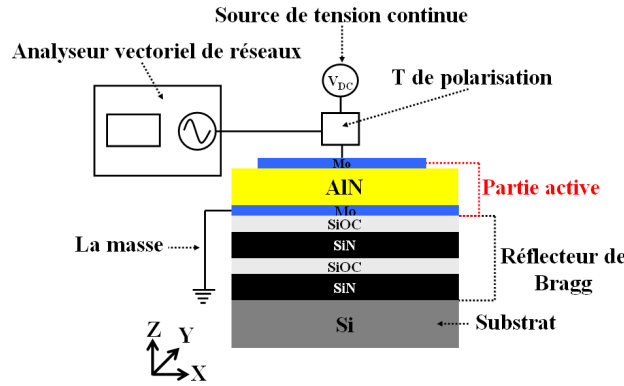 Source de tension continue
Analyseur vectoriel de réseaux
V_DC
T de polarisation
Mo
AlN
Partie active
Mo
SiOC
La masse
SiN
Réflecteur de
Bragg
SiOC
SiN
Si
Substrat
Z
Y
X